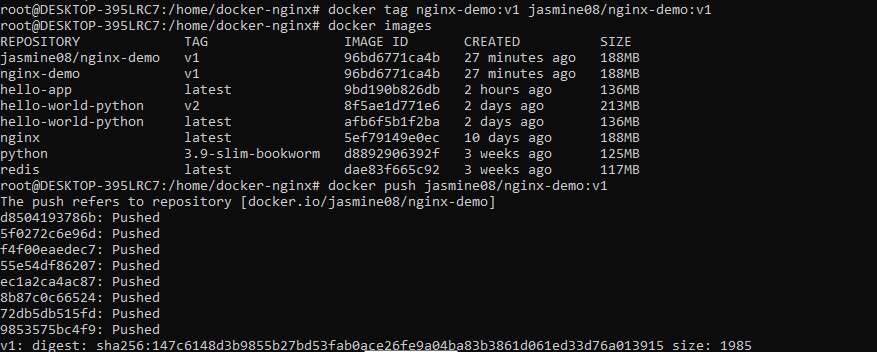 root@DESKTOP-395LRC7:/home/docker-nginx# docker tag nginx-demo:v1 jasmine08/nginx-demo:v1
root@DESKTOP-395LRC7:/home/docker-nginx# docker images
REPOSITORY TAG IMAGE ID CREATED SIZE
jasmine08/nginx-demo v1 96bd6771ca4b 27 minutes ago 188MB
nginx-demo v1 96bd6771ca4b 27 minutes ago 188MB
hello-app latest 9bd190b826db 2 hours ago 136MB
hello-world-python v2 8f5ae1d771e6 2 days ago 213MB
hello-world-python latest afb6f5b1f2ba 2 days ago 136MB
nginx latest 5ef79149e0ec 10 days ago 188MB
python 3.9-slim-bookworm d8892906392f 3 weeks ago 125MB
redis latest dae83f665c92 3 weeks ago 117MB
root@DESKTOP-395LRC7:/home/docker-nginx# docker push jasmine08/nginx-demo:v1
The push refers to repository [docker.io/jasmine08/nginx-demo]
d8504193786b: Pushed
5f0272c6e96d: Pushed
f4f00eaedec7: Pushed
55e54df86207: Pushed
ec1a2ca4ac87: Pushed
8b87c0c66524: Pushed
72db5db515fd: Pushed
9853575bc4f9: Pushed
v1: digest: sha256:147c6148d3b9855b27bd53fab0ace26fe9a04ba83b3861d061ed33d76a013915 size: 1985